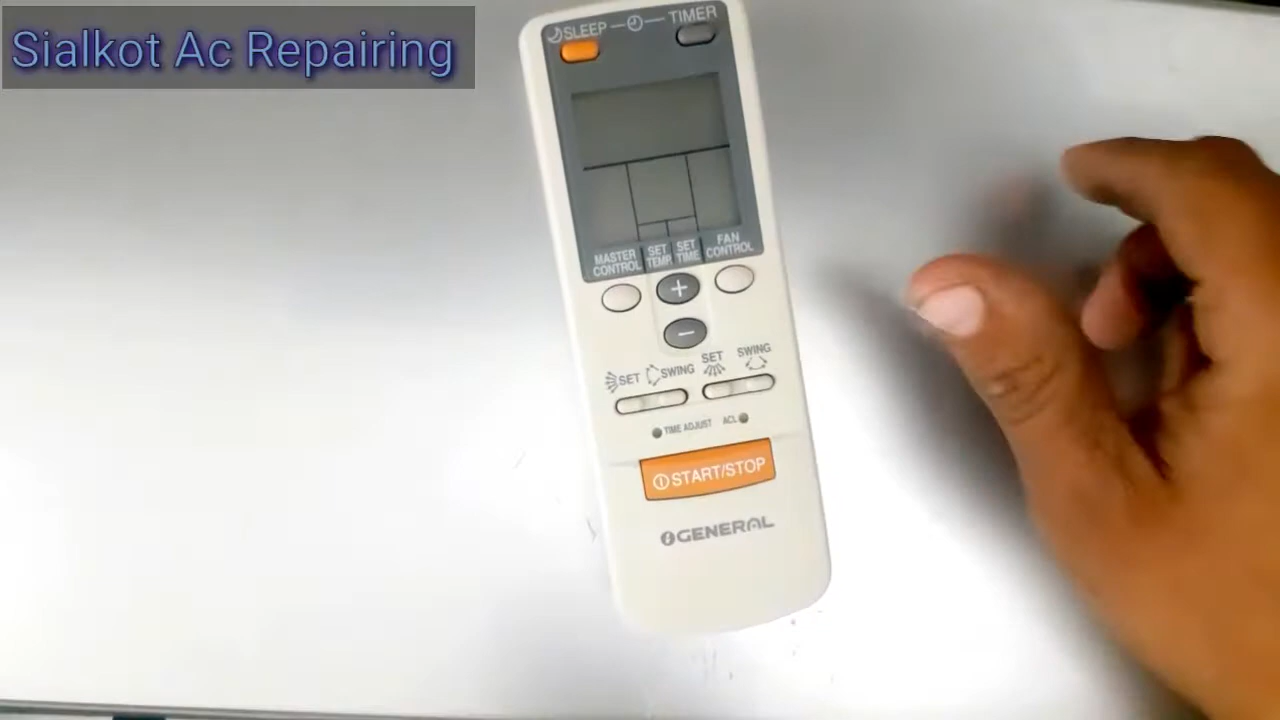 Sialkot Ac Repairing
SLEEP
TIMER
MASTER
CONTROL
SET
TEMP.
SET
TIME
FAN
CONTROL
+
−
SET
SWING
SET
SWING
TIME ADJUST
ACL
START/STOP
GENERAL